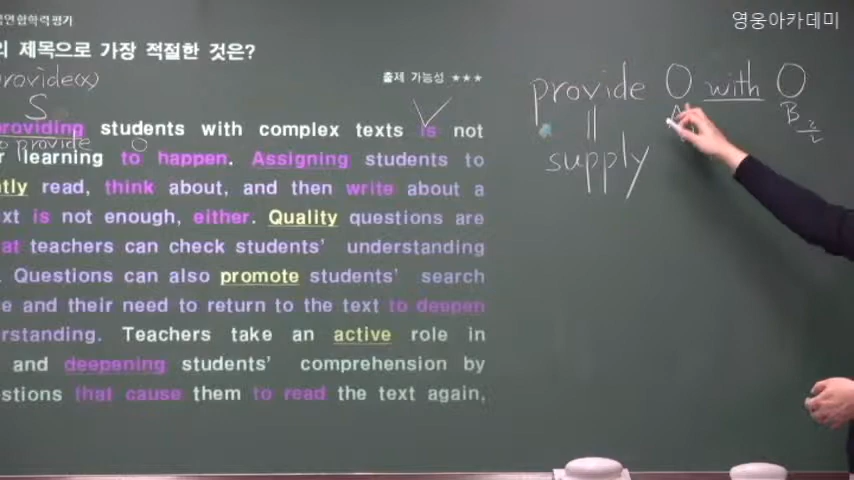 연합학력평가
영웅아카데미
의 제목으로 가장 적절한 것은?
출제 가능성 ★★★
provide(x)
S
providing students with complex texts is not
to provide
O
r learning to happen. Assigning students to
tly read, think about, and then write about a
xt is not enough, either. Quality questions are
at teachers can check students' understanding
. Questions can also promote students' search
e and their need to return to the text to deepen
rstanding. Teachers take an active role in
and deepening students' comprehension by
stions that cause them to read the text again,
provide O with O
A B
supply